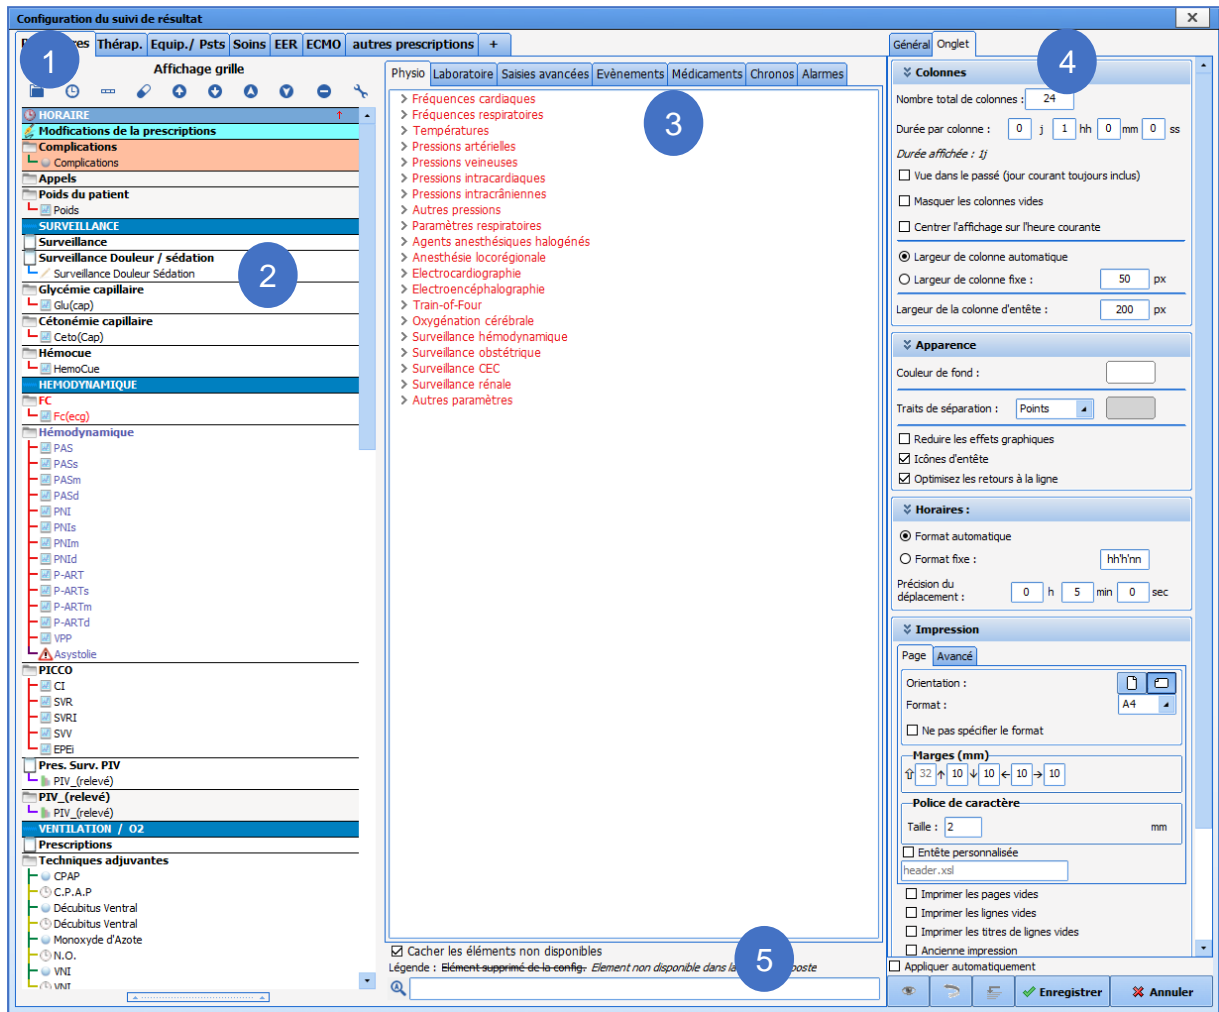 Configuration du suivi de résultat
res Thérap. Equip./ Psts Soins EER ECMO autres prescriptions +
1
Affichage grille
HORAIRE
Modfications de la prescriptions
Complications
Complications
Appels
Poids du patient
Poids
SURVEILLANCE
Surveillance
Surveillance Douleur / sédation
Surveillance Douleur Sédation
2
Glycémie capillaire
Glu(cap)
Cétonémie capillaire
Ceto(Cap)
Hémocue
HemoCue
HEMODYNAMIQUE
FC
Fc(ecg)
Hémodynamique
PAS
PASs
PASm
PASd
PNI
PNIs
PNIm
PNId
P-ART
P-ARTs
P-ARTm
P-ARTd
VPP
Asystolie
PICCO
CI
SVR
SVRI
SVV
EPEi
Pres. Surv. PIV
PIV_(relevé)
PIV_(relevé)
PIV_(relevé)
VENTILATION / O2
Prescriptions
Techniques adjuvantes
CPAP
C.P.A.P
Décubitus Ventral
Décubitus Ventral
Monoxyde d'Azote
N.O.
VNI
VNI
Physio Laboratoire Saisies avancées Evènements Médicaments Chronos Alarmes
3
Fréquences cardiaques
Fréquences respiratoires
Températures
Pressions artérielles
Pressions veineuses
Pressions intracardiaques
Pressions intracrâniennes
Autres pressions
Paramètres respiratoires
Agents anesthésiques halogénés
Anesthésie locorégionale
Electrocardiographie
Electroencéphalographie
Train-of-Four
Oxygénation cérébrale
Surveillance hémodynamique
Surveillance obstétrique
Surveillance CEC
Surveillance rénale
Autres paramètres
Cacher les éléments non disponibles
Légende : Elément supprimé de la config. Element non disponible dans la oste
5
Général Onglet
4
Colonnes
Nombre total de colonnes : 24
Durée par colonne : 0 j 1 hh 0 mm 0 ss
Durée affichée : 1j
Vue dans le passé (jour courant toujours inclus)
Masquer les colonnes vides
Centrer l'affichage sur l'heure courante
Largeur de colonne automatique
Largeur de colonne fixe : 50 px
Largeur de la colonne d'entête : 200 px
Apparence
Couleur de fond :
Traits de séparation : Points
Reduire les effets graphiques
Icônes d'entête
Optimisez les retours à la ligne
Horaires :
Format automatique
Format fixe : hh'h'nn
Précision du
déplacement : 0 h 5 min 0 sec
Impression
Page Avancé
Orientation :
Format : A4
Ne pas spécifier le format
Marges (mm)
32 10 10 10 10
Police de caractère
Taille : 2 mm
Entête personnalisée
header.xsl
Imprimer les pages vides
Imprimer les lignes vides
Imprimer les titres de lignes vides
Ancienne impression
Appliquer automatiquement
Enregistrer Annuler